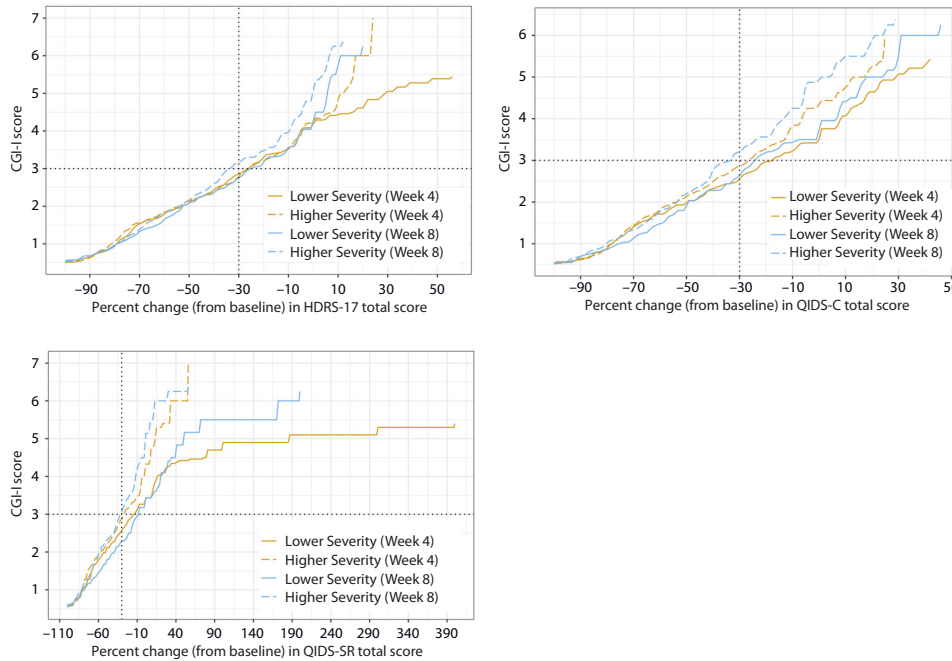 7
6
5
4
3
2
1
CGI-I score
−90
−70
−50
−30
−10
10
30
50
Percent change (from baseline) in HDRS-17 total score
Lower Severity (Week 4)
Higher Severity (Week 4)
Lower Severity (Week 8)
Higher Severity (Week 8)
6
5
4
3
2
1
CGI-I score
−90
−70
−50
−30
−10
10
30
50
Percent change (from baseline) in QIDS-C total score
Lower Severity (Week 4)
Higher Severity (Week 4)
Lower Severity (Week 8)
Higher Severity (Week 8)
7
6
5
4
3
2
1
CGI-I score
−110
−60
−10
40
90
140
190
240
290
340
390
Percent change (from baseline) in QIDS-SR total score
Lower Severity (Week 4)
Higher Severity (Week 4)
Lower Severity (Week 8)
Higher Severity (Week 8)